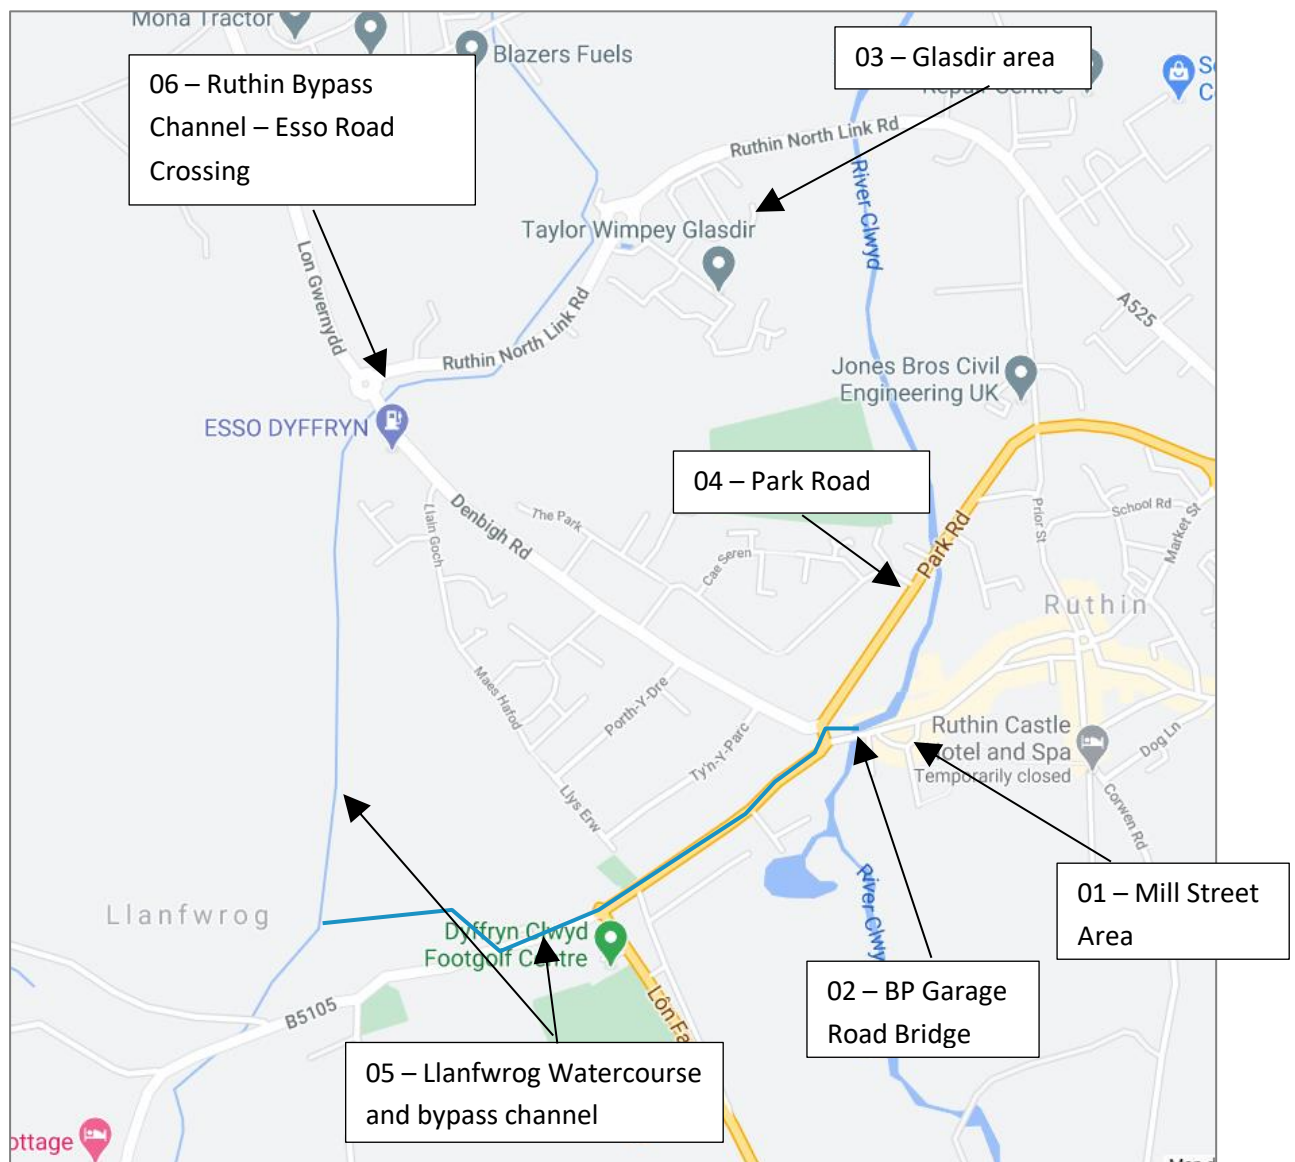 Mona Tractor
Blazers Fuels
06 – Ruthin Bypass
Channel – Esso Road
Crossing
03 – Glasdir area
Ruthin North Link Rd
River Clwyd
Taylor Wimpey Glasdir
Lon Gwernydd
Ruthin North Link Rd
A525
Jones Bros Civil
Engineering UK
ESSO DYFFRYN
04 – Park Road
Denbigh Rd
Llain Goch
The Park
Cae Seren
Park Rd
Prior St
School Rd
Market St
Ruthin
Maes Hafod
Porth-Y-Dre
Ty'n-Y-Parc
Llys Erw
Ruthin Castle
otel and Spa
Temporarily closed
Dog Ln
Corwen Rd
01 – Mill Street
Area
Llanfwrog
Dyffryn Clwyd
Footgolf Centre
River Clwy
02 – BP Garage
Road Bridge
B5105
Lôn Fa
05 – Llanfwrog Watercourse
and bypass channel
ottage